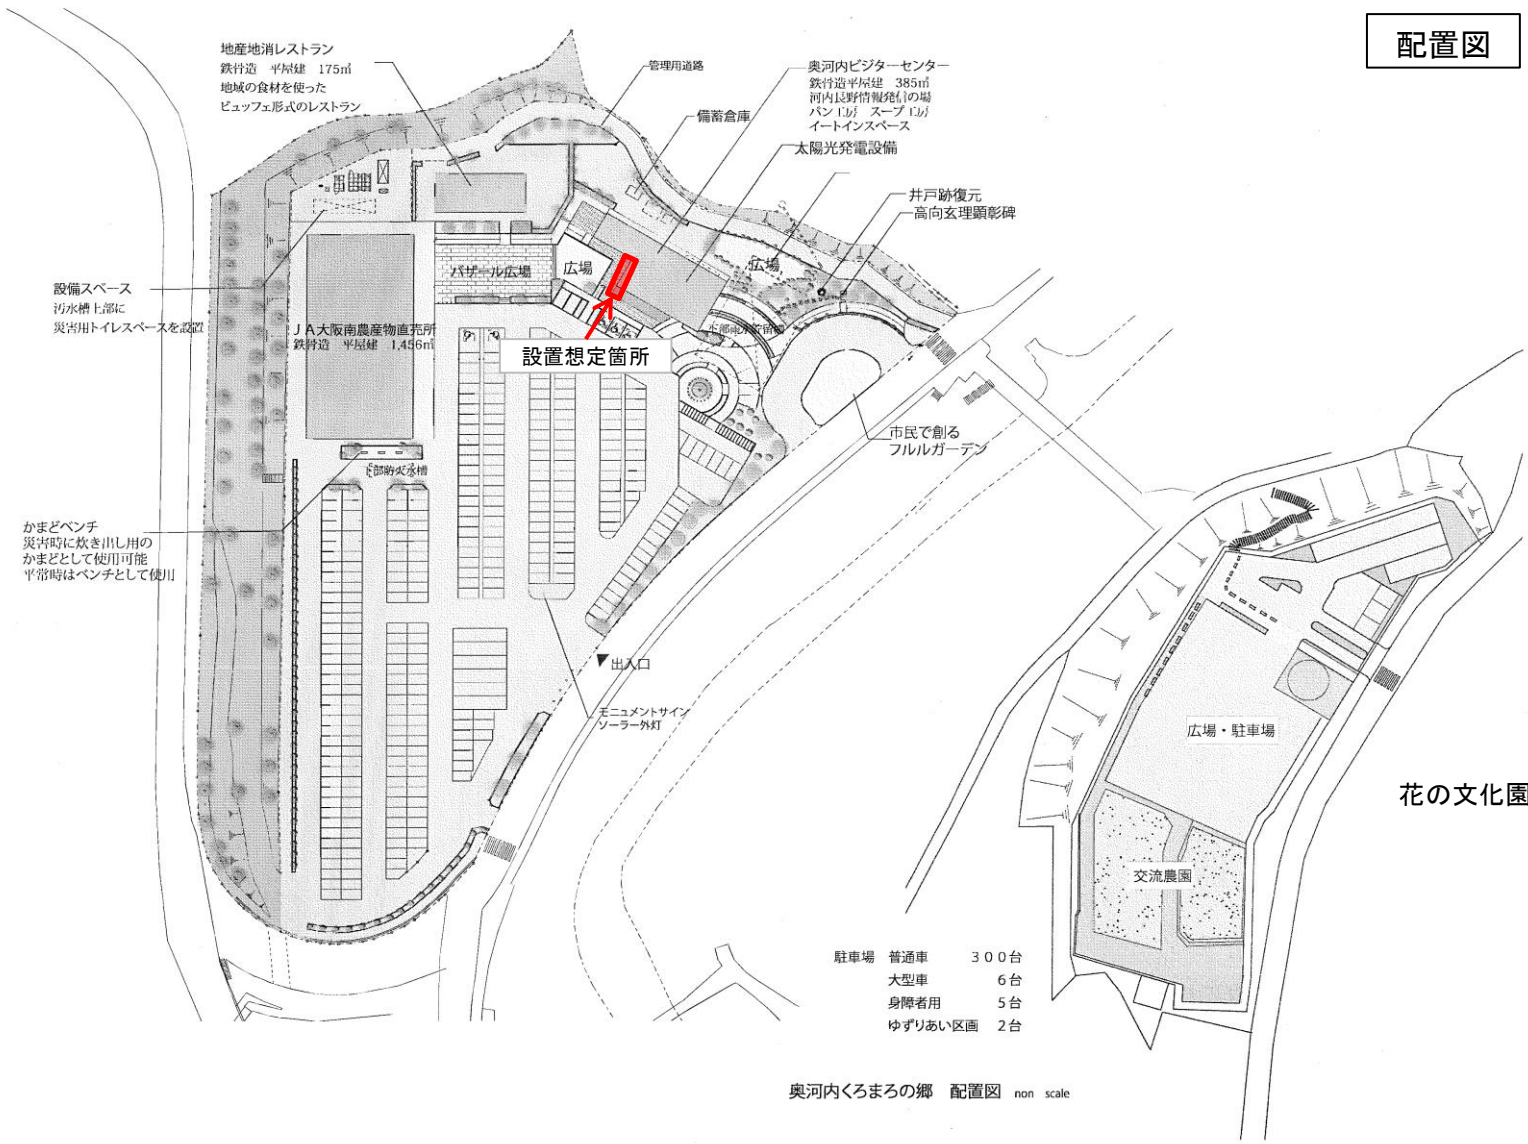 配置図
地産地消レストラン
鉄骨造　平屋建　175㎡
地域の食材を使った
ビュッフェ形式のレストラン
管理用道路
備蓄倉庫
奥河内ビジターセンター
鉄骨造平屋建　385㎡
河内長野情報発信の場
パン工房　スープ工房
イートインスペース
太陽光発電設備
井戸跡復元
高向玄理顕彰碑
設備スペース
汚水槽上部に
災害用トイレスペースを設置
バザール広場
広場
広場
ＪＡ大阪南農産物直売所
鉄骨造　平屋建　1,456㎡
設置想定箇所
市民で創る
フルルガーデン
下部防火水槽
かまどベンチ
災害時に炊き出し用の
かまどとして使用可能
平常時はベンチとして使用
▼出入口
モニュメントサイン
ソーラー外灯
広場・駐車場
花の文化園
交流農園
駐車場　普通車　３００台
大型車　6台
身障者用　5台
ゆずりあい区画　2台
奥河内くろまろの郷　配置図　non scale